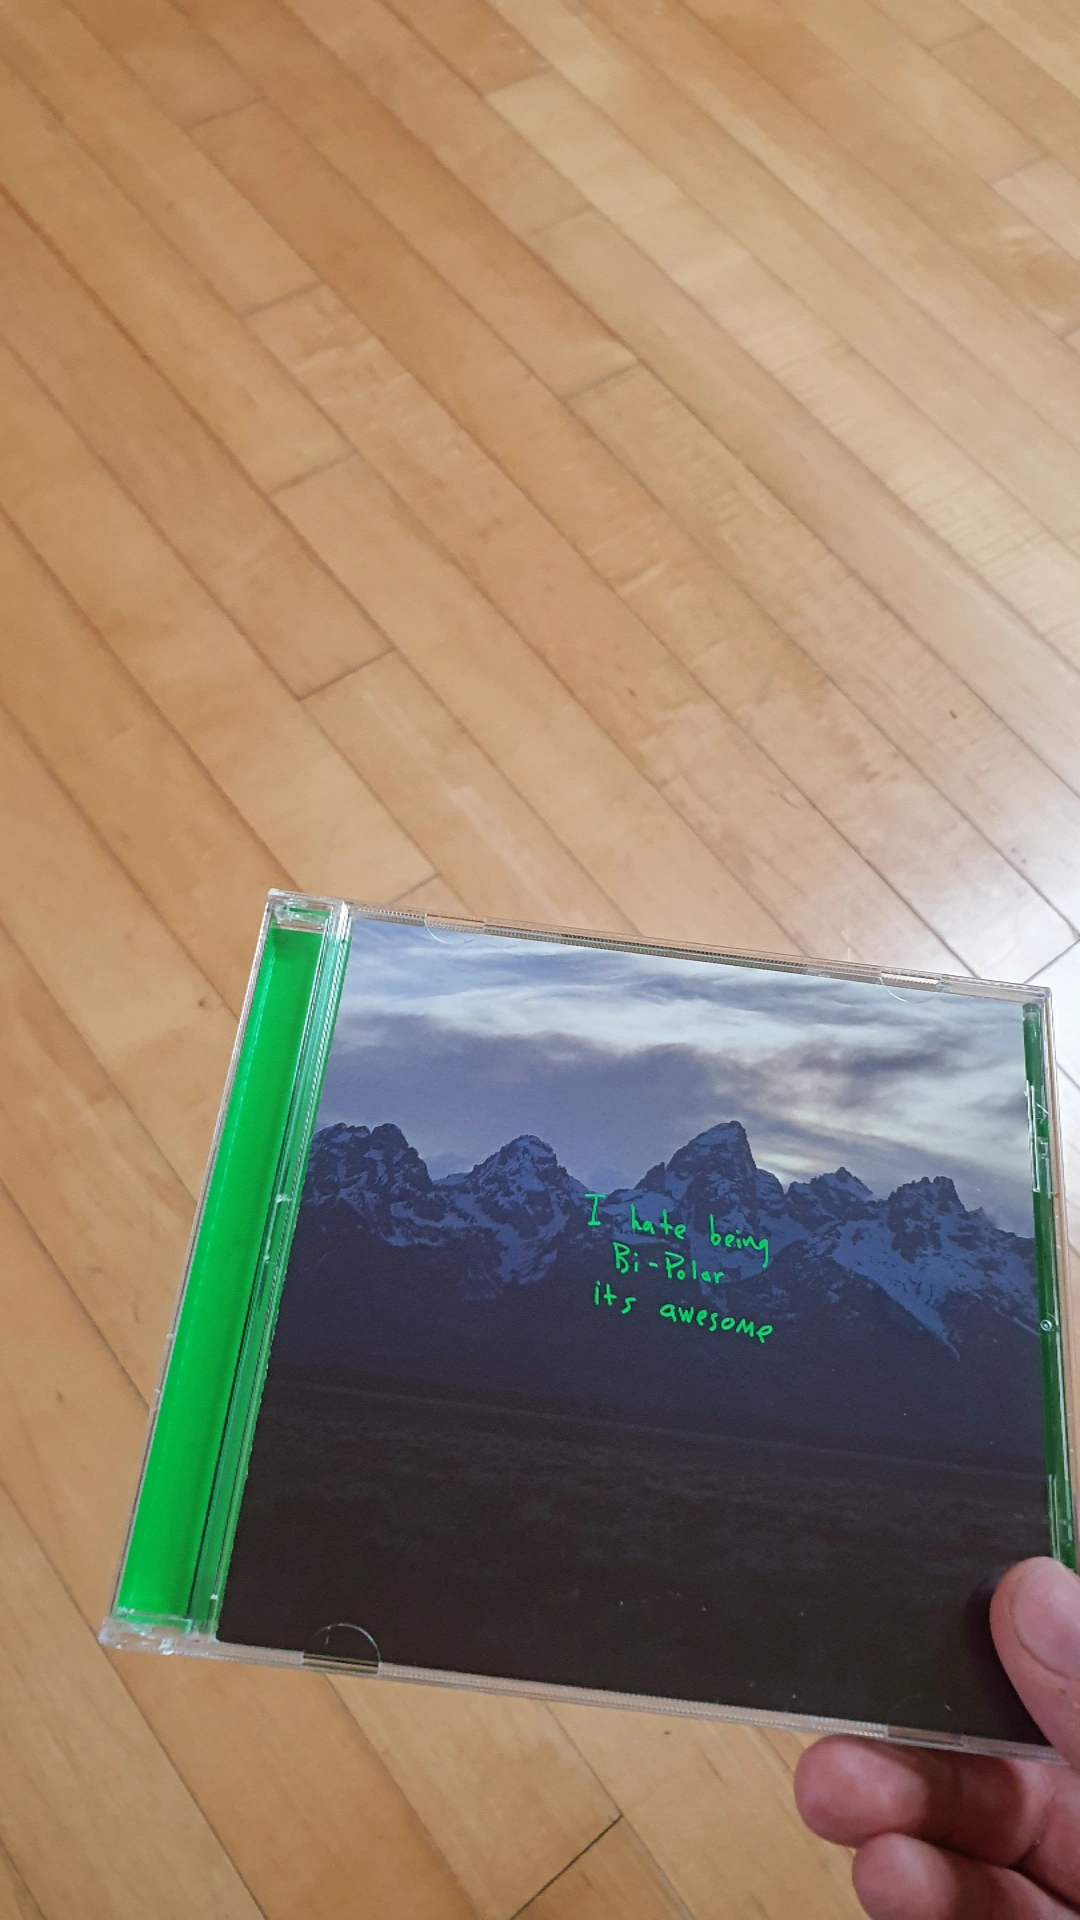 I hate being
Bi-Polar
its awesome